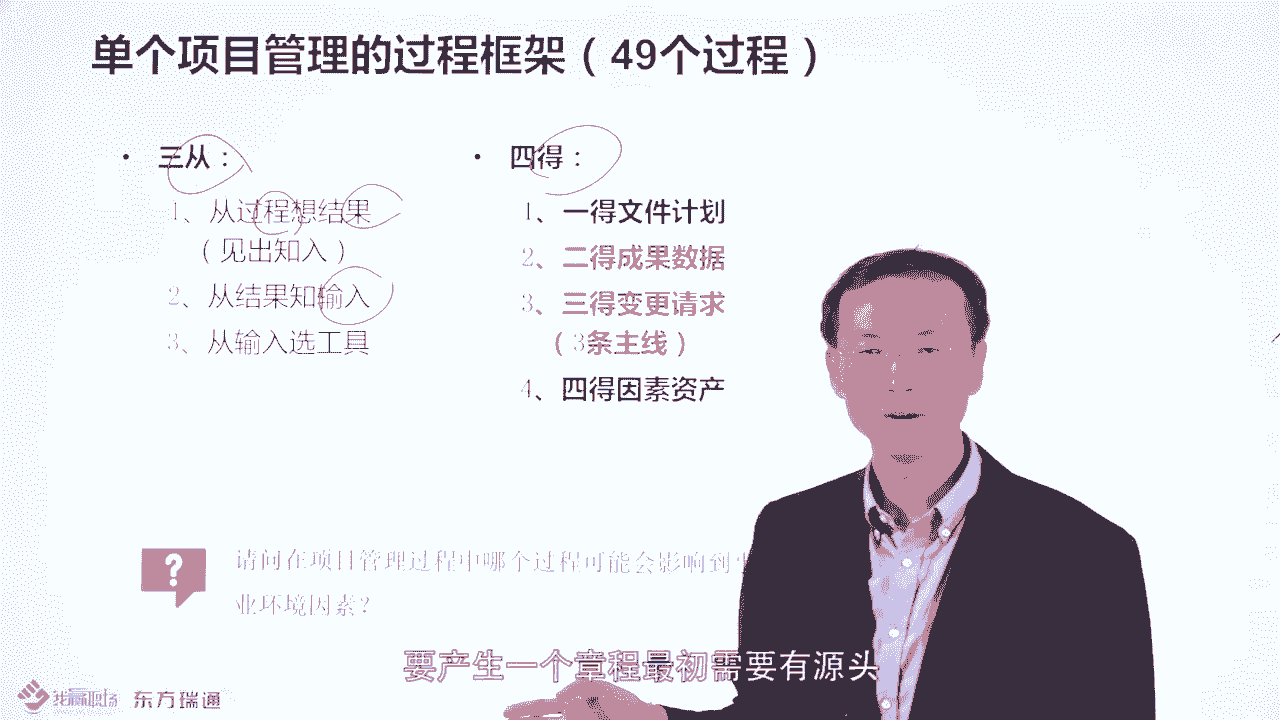 单个项目管理的过程框架（49个过程）
• 三从：
1、从过程想结果
（见出知入）
2、从结果知输入
3、从输入选工具
• 四得：
1、一得文件计划
2、二得成果数据
3、三得变更请求
（3条主线）
4、四得因素资产
?
请问在项目管理过程中哪个过程可能会影响到
业环境因素？
要产生一个章程最初需要有源头
东方瑞通